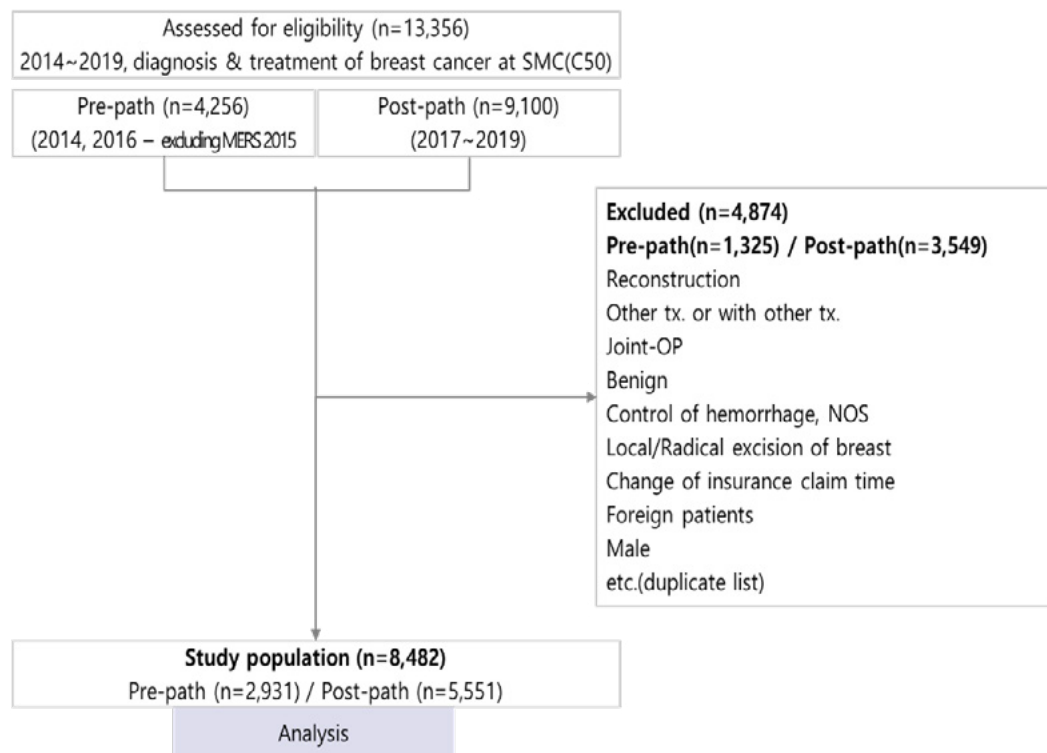 Assessed for eligibility (n=13,356)
2014~2019, diagnosis & treatment of breast cancer at SMC(C50)
Pre-path (n=4,256)
(2014, 2016 – excluding MERS 2015
Post-path (n=9,100)
(2017~2019)
Excluded (n=4,874)
Pre-path(n=1,325) / Post-path(n=3,549)
Reconstruction
Other tx. or with other tx.
Joint-OP
Benign
Control of hemorrhage, NOS
Local/Radical excision of breast
Change of insurance claim time
Foreign patients
Male
etc.(duplicate list)
Study population (n=8,482)
Pre-path (n=2,931) / Post-path (n=5,551)
Analysis